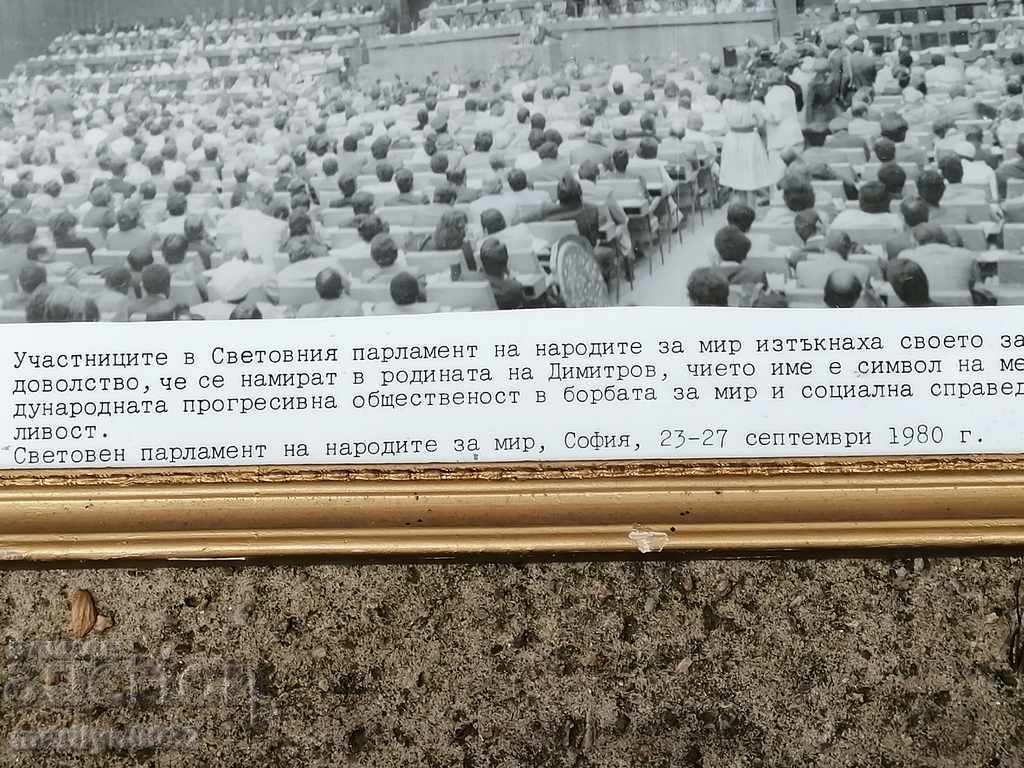 Участниците в Световния парламент на народите за мир изтъкнаха своето за
доволство, че се намират в родината на Димитров, чието име е символ на ме
дународната прогресивна общественост в борбата за мир и социална справед
ливост.
Световен парламент на народите за мир, София, 23-27 септември 1980 г.